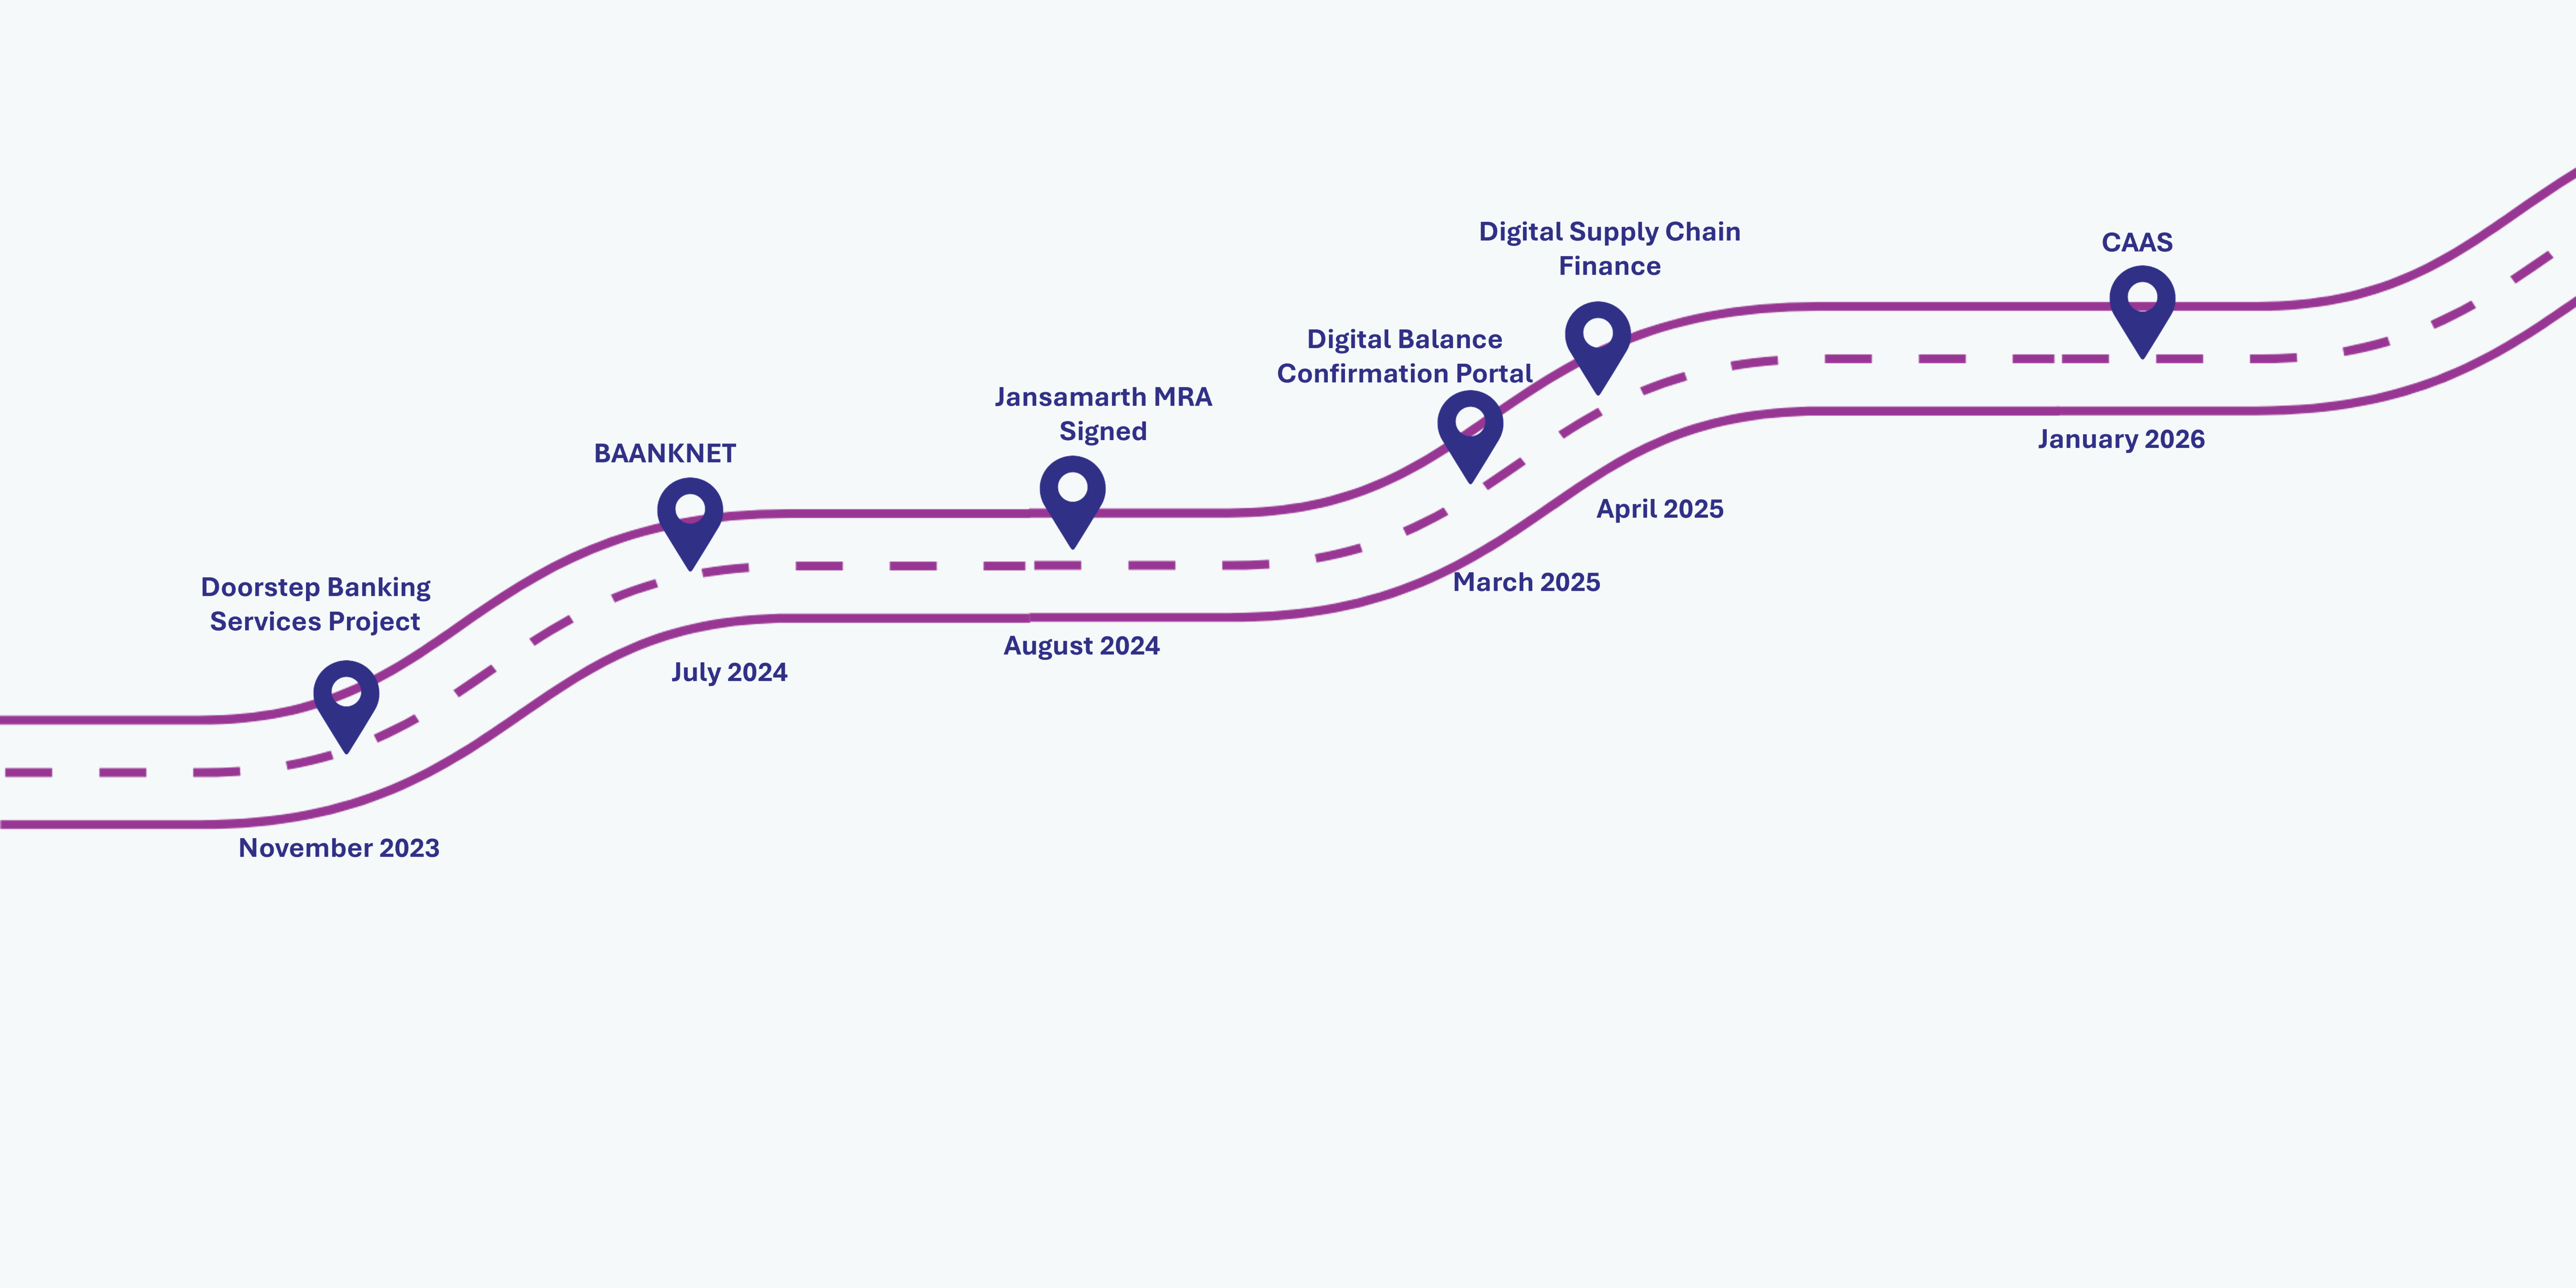 Doorstep Banking
Services Project
November 2023
BAANKNET
July 2024
Jansamarth MRA
Signed
August 2024
Digital Balance
Confirmation Portal
March 2025
Digital Supply Chain
Finance
April 2025
CAAS
January 2026